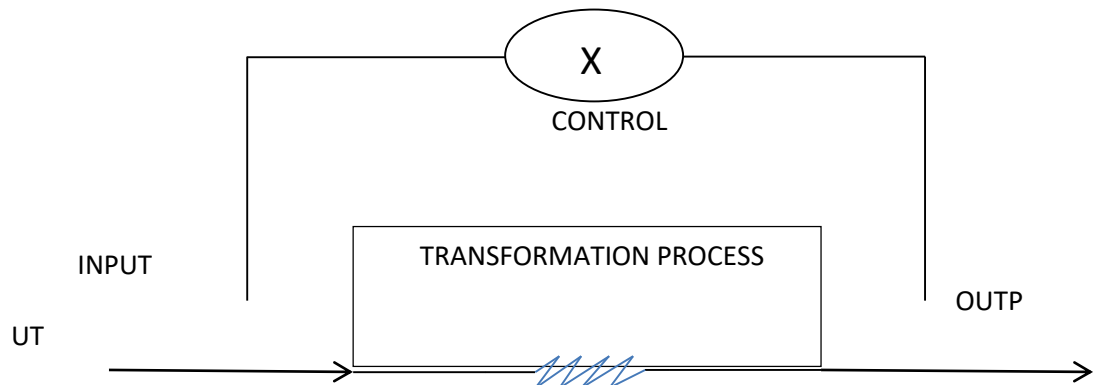 X
CONTROL
TRANSFORMATION PROCESS
INPUT
OUTP
UT